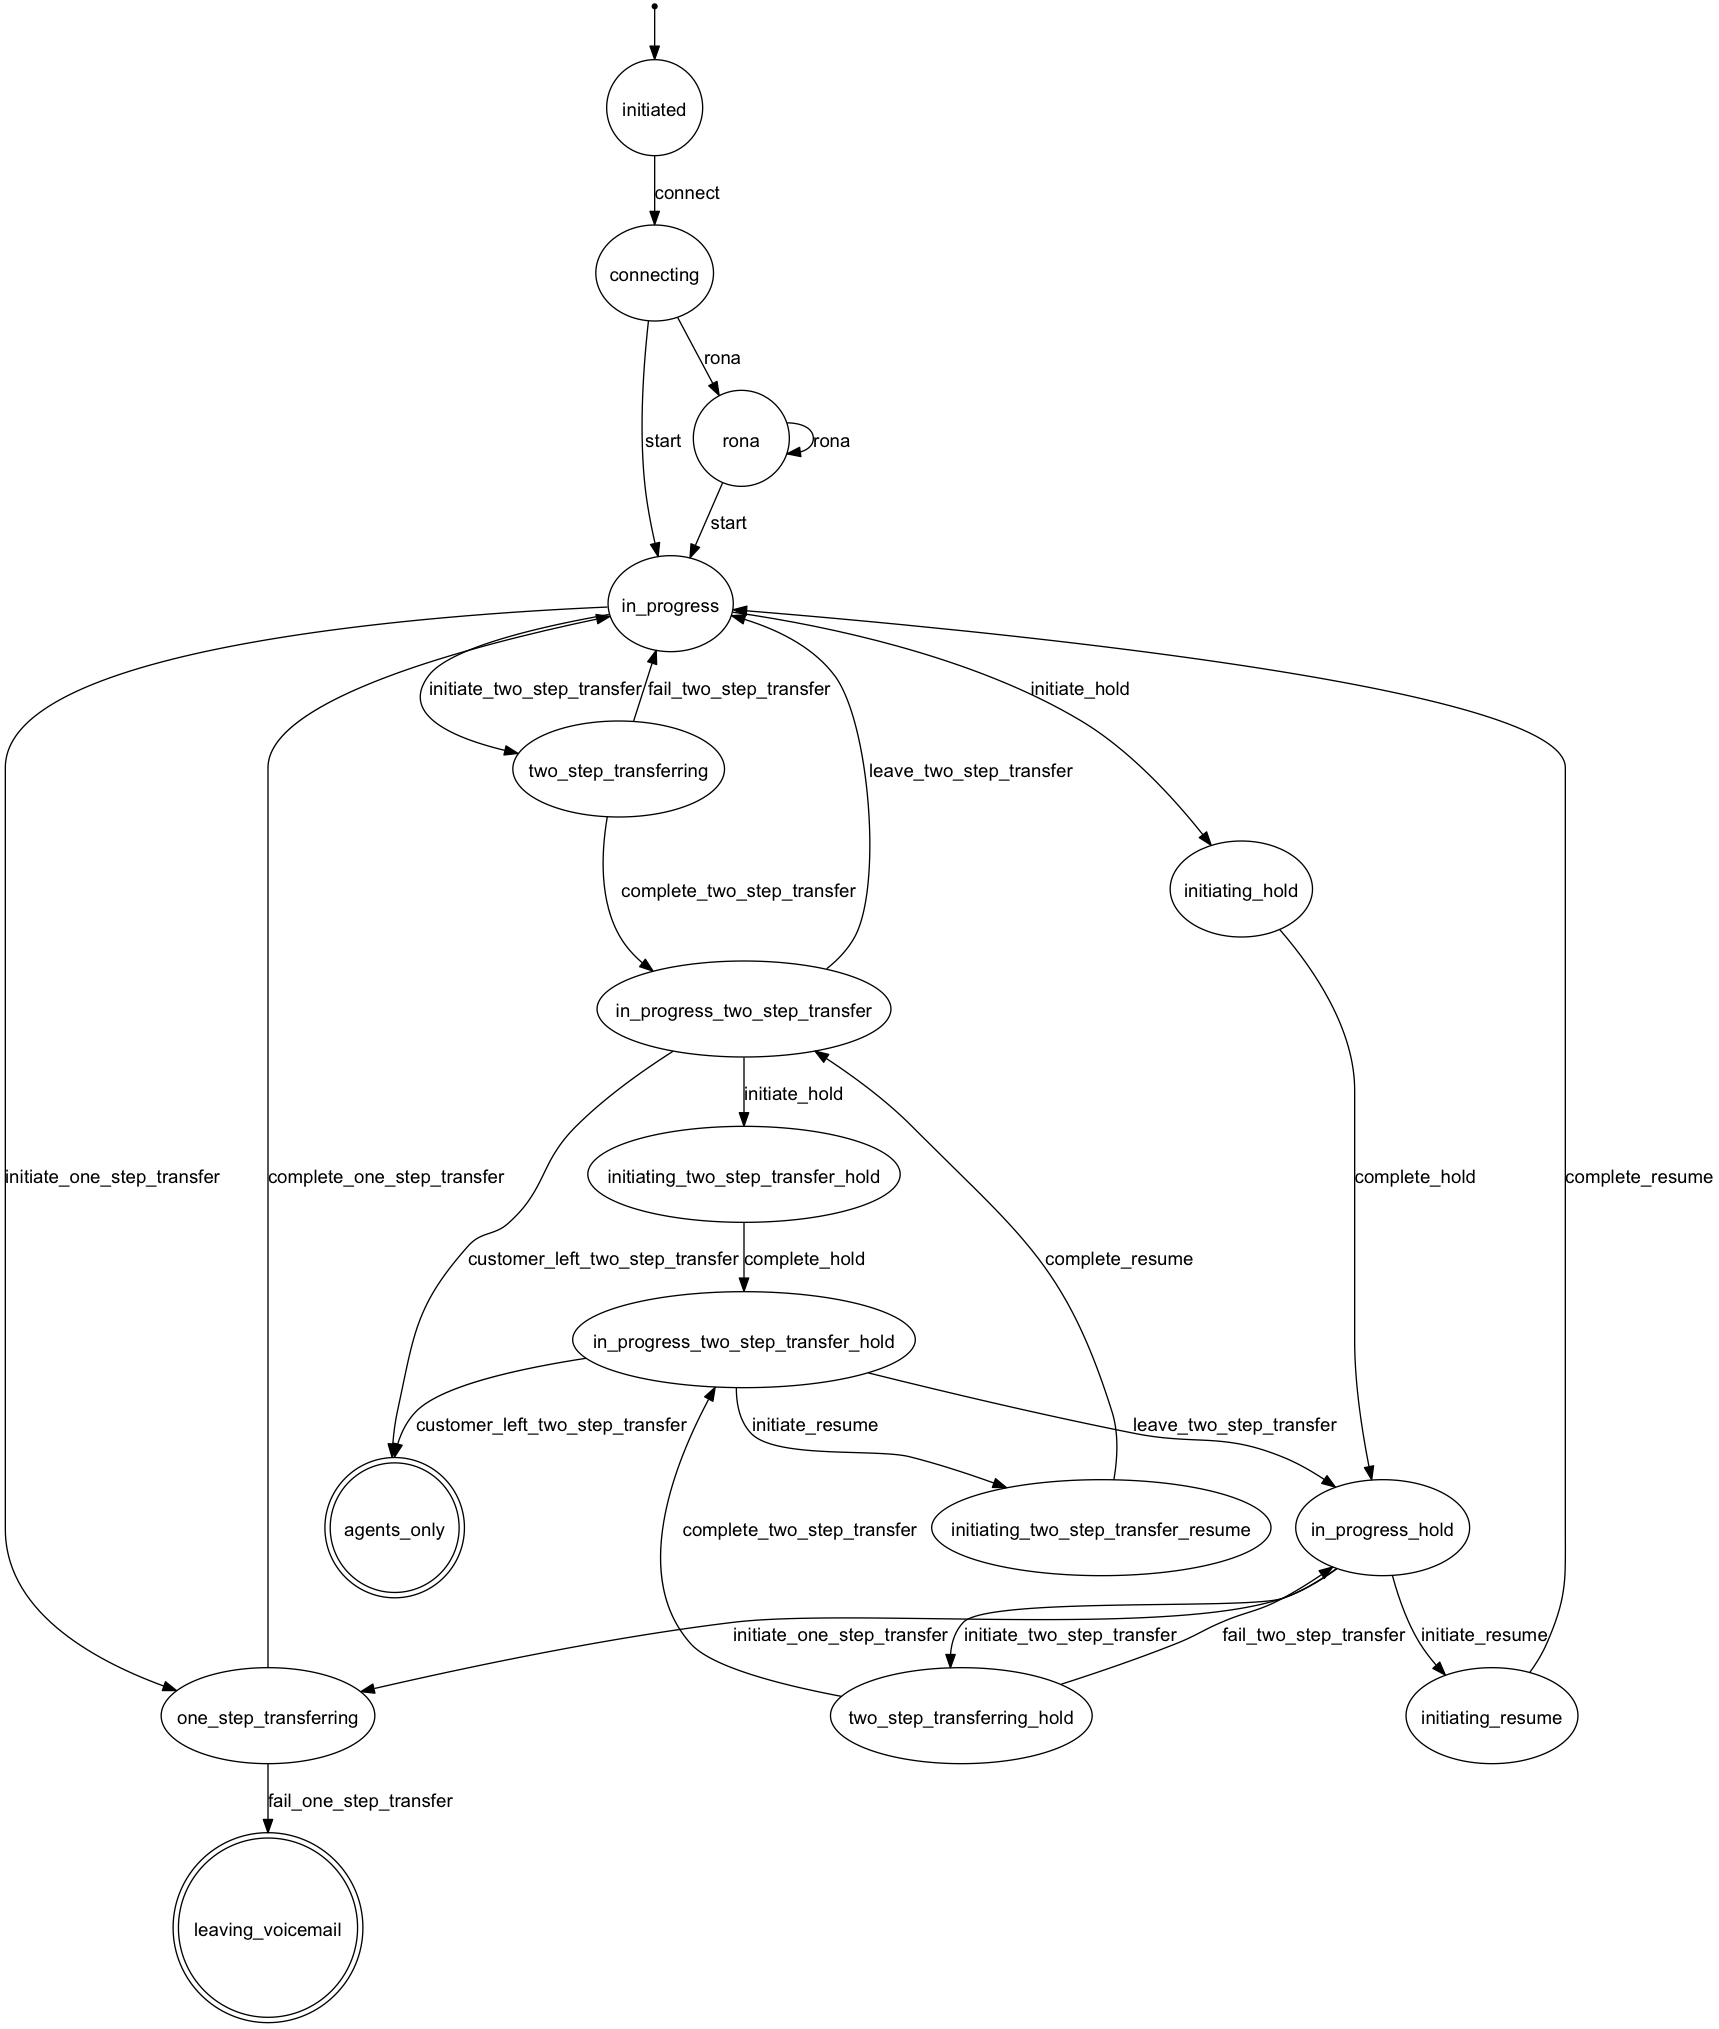 initiated
connect
connecting
rona
start
rona
rona
start
in_progress
initiate_two_step_transfer
fail_two_step_transfer
initiate_hold
two_step_transferring
leave_two_step_transfer
complete_two_step_transfer
initiating_hold
in_progress_two_step_transfer
initiate_hold
initiate_one_step_transfer
complete_one_step_transfer
initiating_two_step_transfer_hold
complete_hold
complete_resume
customer_left_two_step_transfer
complete_hold
complete_resume
in_progress_two_step_transfer_hold
customer_left_two_step_transfer
initiate_resume
leave_two_step_transfer
agents_only
complete_two_step_transfer
initiating_two_step_transfer_resume
in_progress_hold
initiate_one_step_transfer
initiate_two_step_transfer
fail_two_step_transfer
initiate_resume
one_step_transferring
two_step_transferring_hold
initiating_resume
fail_one_step_transfer
leaving_voicemail